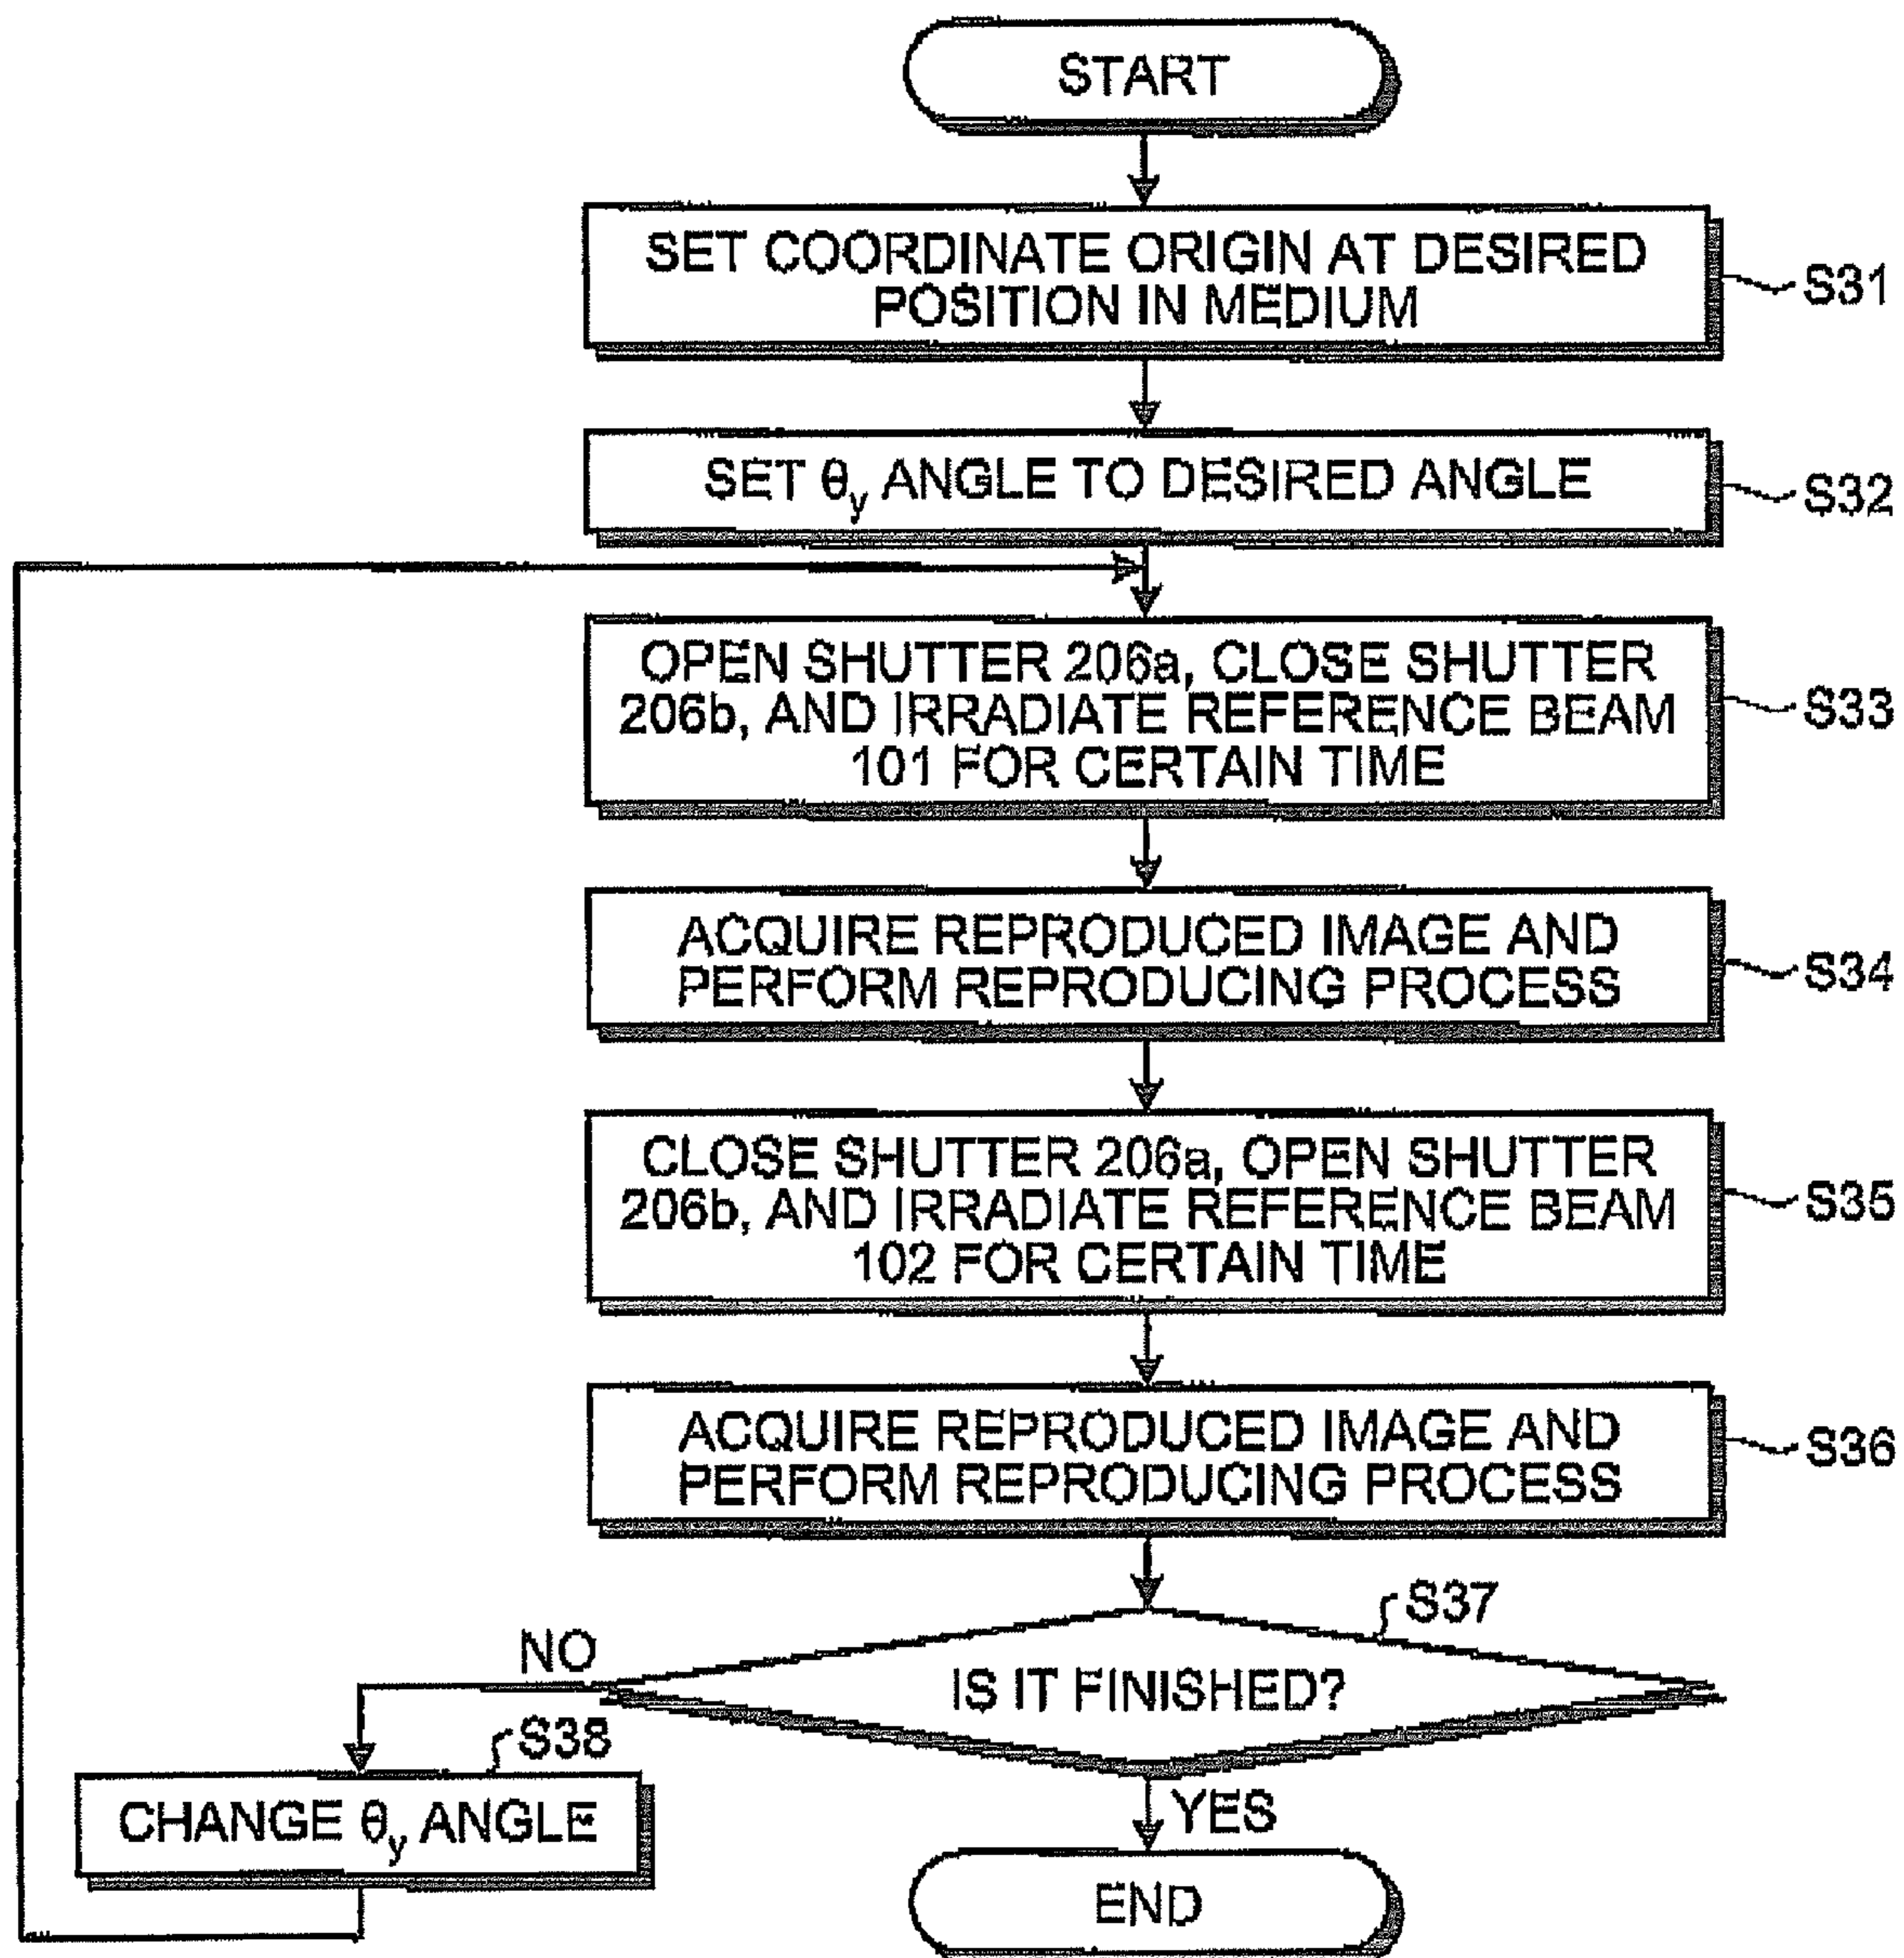 START
SET COORDINATE ORIGIN AT DESIRED
POSITION IN MEDIUM
S31
SET θy ANGLE TO DESIRED ANGLE
S32
OPEN SHUTTER 206a, CLOSE SHUTTER
206b, AND IRRADIATE REFERENCE BEAM
101 FOR CERTAIN TIME
S33
ACQUIRE REPRODUCED IMAGE AND
PERFORM REPRODUCING PROCESS
S34
CLOSE SHUTTER 206a, OPEN SHUTTER
206b, AND IRRADIATE REFERENCE BEAM
102 FOR CERTAIN TIME
S35
ACQUIRE REPRODUCED IMAGE AND
PERFORM REPRODUCING PROCESS
S36
S37
NO
IS IT FINISHED?
S38
CHANGE θy ANGLE
YES
END